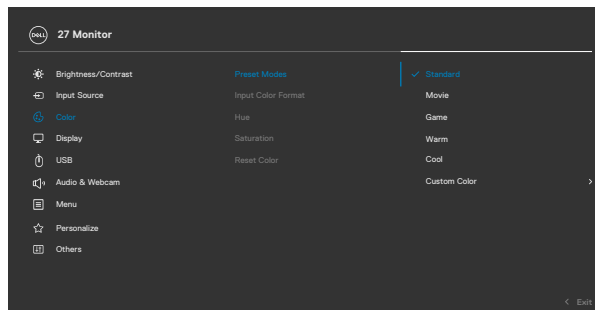 DELL 27 Monitor
Brightness/Contrast Preset Modes Standard
Input Source Input Color Format Movie
Color Hue Game
Display Saturation Warm
USB Reset Color Cool
Audio & Webcam Custom Color
Menu
Personalize
Others
Exit